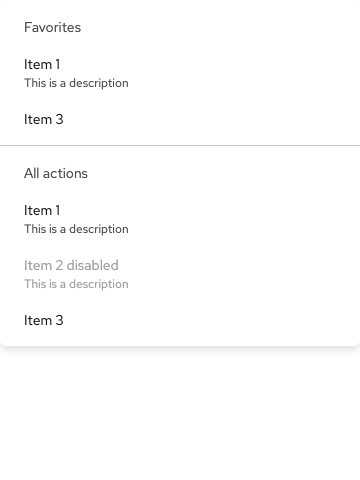 Favorites
Item 1
This is a description
Item 3
All actions
Item 1
This is a description
Item 2 disabled
This is a description
Item 3